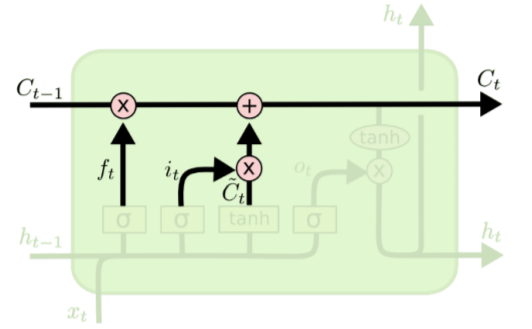 h_t
C_{t-1} × + C_t
tanh
f_t i_t × o_t ×
C̃_t
σ σ tanh σ
h_{t-1} h_t
x_t